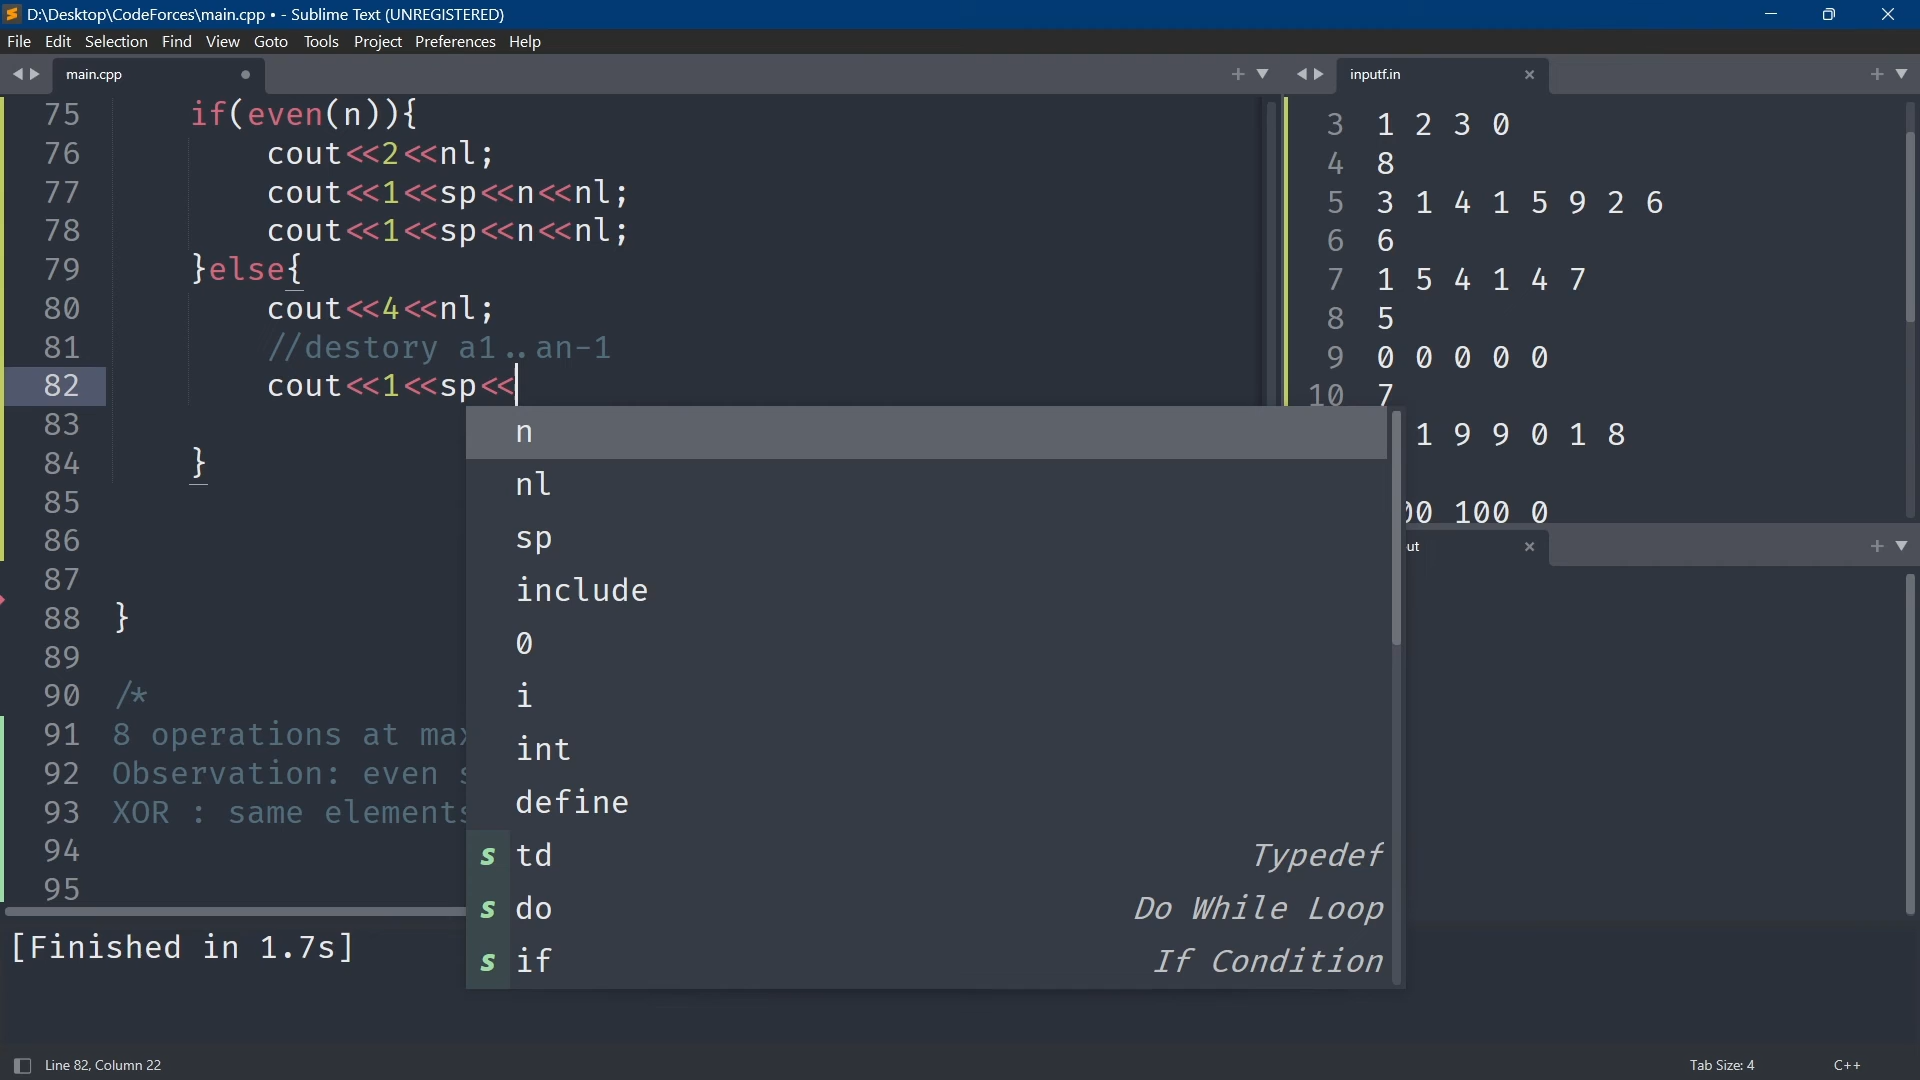 D:\Desktop\CodeForces\main.cpp • - Sublime Text (UNREGISTERED)
File Edit Selection Find View Goto Tools Project Preferences Help
main.cpp
75 if(even(n)){
76 cout<<2<<nl;
77 cout<<1<<sp<<n<<nl;
78 cout<<1<<sp<<n<<nl;
79 }else{
80 cout<<4<<nl;
81 //destory a1..an-1
82 cout<<1<<sp<<
83
84 }
85
86
87
88 }
89
90 /*
91 8 operations at max
92 Observation: even s
93 XOR : same elements
94
95
n
nl
sp
include
0
i
int
define
s td Typedef
s do Do While Loop
s if If Condition
inputf.in
3 1 2 3 0
4 8
5 3 1 4 1 5 9 2 6
6 6
7 1 5 4 1 4 7
8 5
9 0 0 0 0 0
10 7
1 9 9 0 1 8
00 100 0
ut
[Finished in 1.7s]
Line 82, Column 22
Tab Size: 4
C++